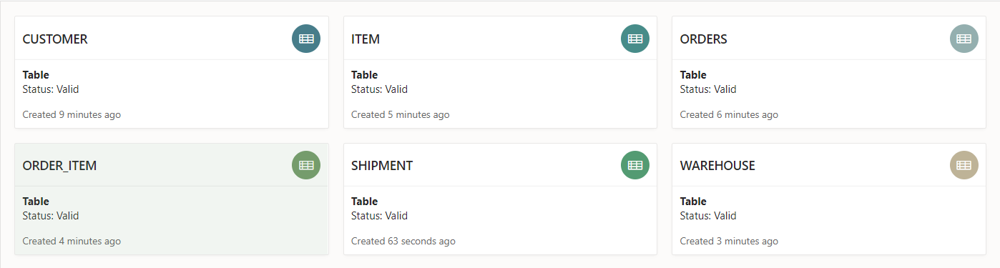 CUSTOMER
Table
Status: Valid
Created 9 minutes ago
ITEM
Table
Status: Valid
Created 5 minutes ago
ORDERS
Table
Status: Valid
Created 6 minutes ago
ORDER_ITEM
Table
Status: Valid
Created 4 minutes ago
SHIPMENT
Table
Status: Valid
Created 63 seconds ago
WAREHOUSE
Table
Status: Valid
Created 3 minutes ago